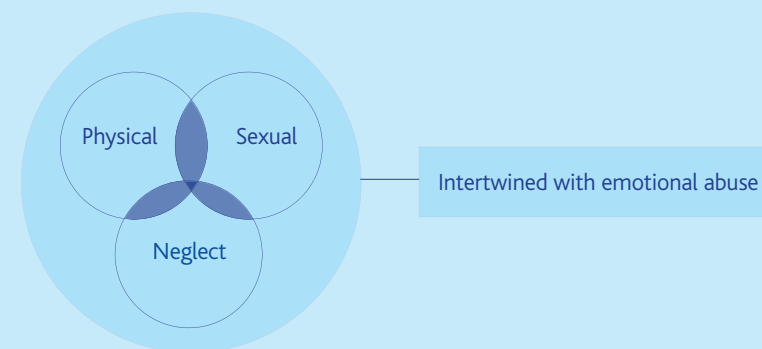 Physical
Sexual
Neglect
Intertwined with emotional abuse